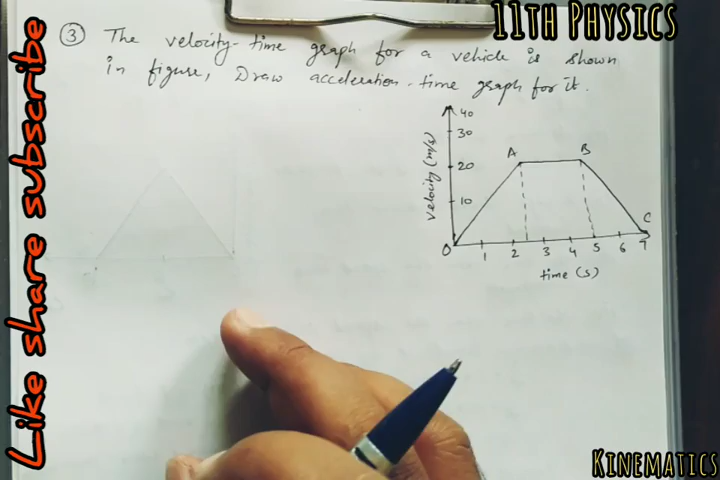 11th Physics
③ The velocity-time graph for a vehicle is shown
in figure, Draw acceleration-time graph for it.
40
30
20
10
velocity (m/s)
A
B
C
O
1 2 3 4 5 6 7
time (s)
Like share subscribe
Kinematics